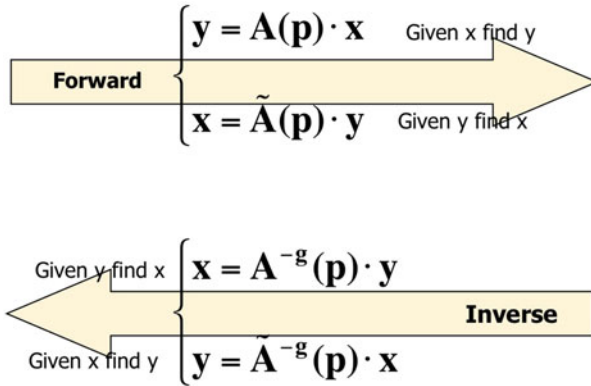 y = A(p) · x Given x find y
Forward
x = Ã(p) · y Given y find x
Given y find x x = A⁻ᵍ(p) · y
Inverse
Given x find y y = Ã⁻ᵍ(p) · x